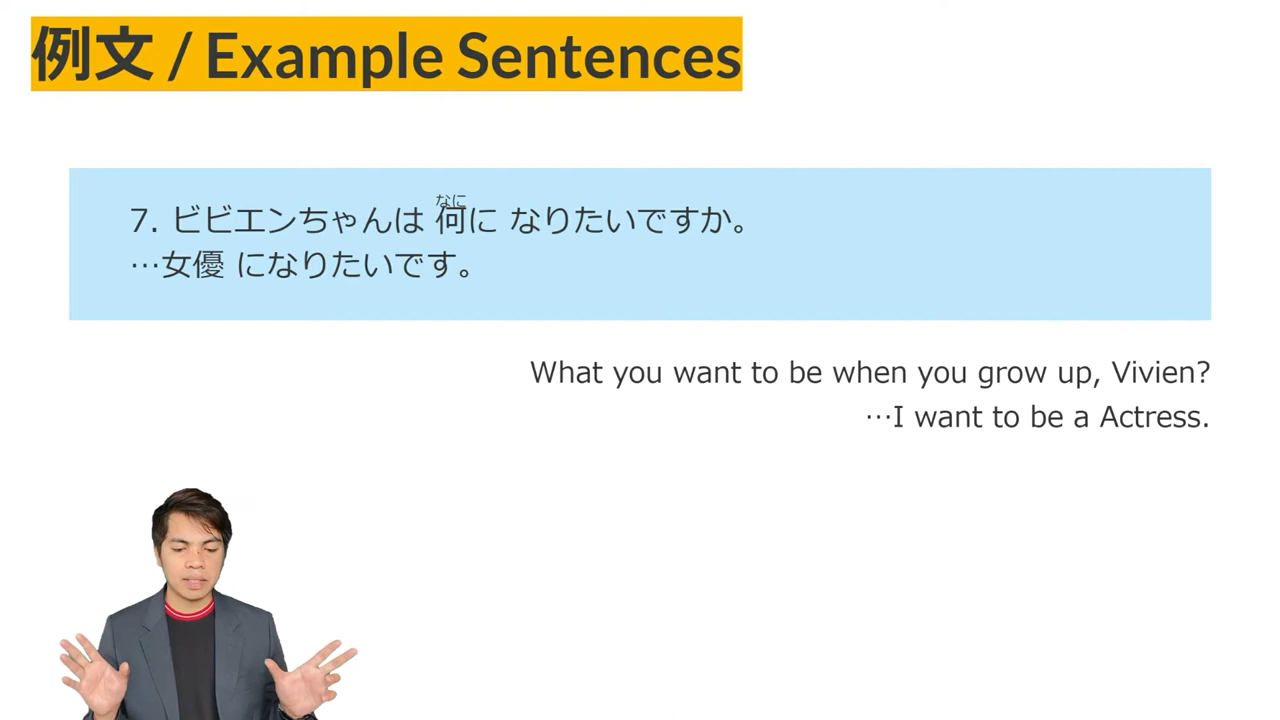 例文 / Example Sentences
なに
7. ビビエンちゃんは 何に なりたいですか。
…女優 になりたいです。
What you want to be when you grow up, Vivien?
…I want to be a Actress.